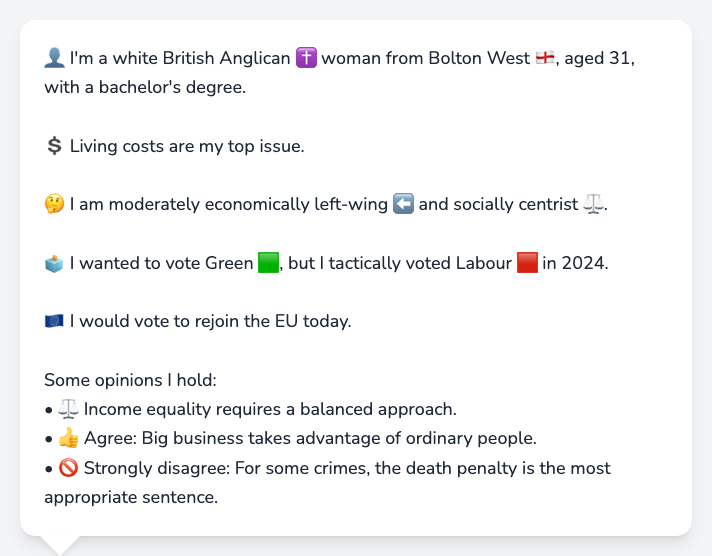 👤 I'm a white British Anglican ✝️ woman from Bolton West 🏴󠁧󠁢󠁥󠁮󠁧󠁿, aged 31,
with a bachelor's degree.
💲 Living costs are my top issue.
🤔 I am moderately economically left-wing ⬅️ and socially centrist ⚖️.
🗳️ I wanted to vote Green 🟩, but I tactically voted Labour 🟥 in 2024.
🇪🇺 I would vote to rejoin the EU today.
Some opinions I hold:
• ⚖️ Income equality requires a balanced approach.
• 👍 Agree: Big business takes advantage of ordinary people.
• 🚫 Strongly disagree: For some crimes, the death penalty is the most
appropriate sentence.